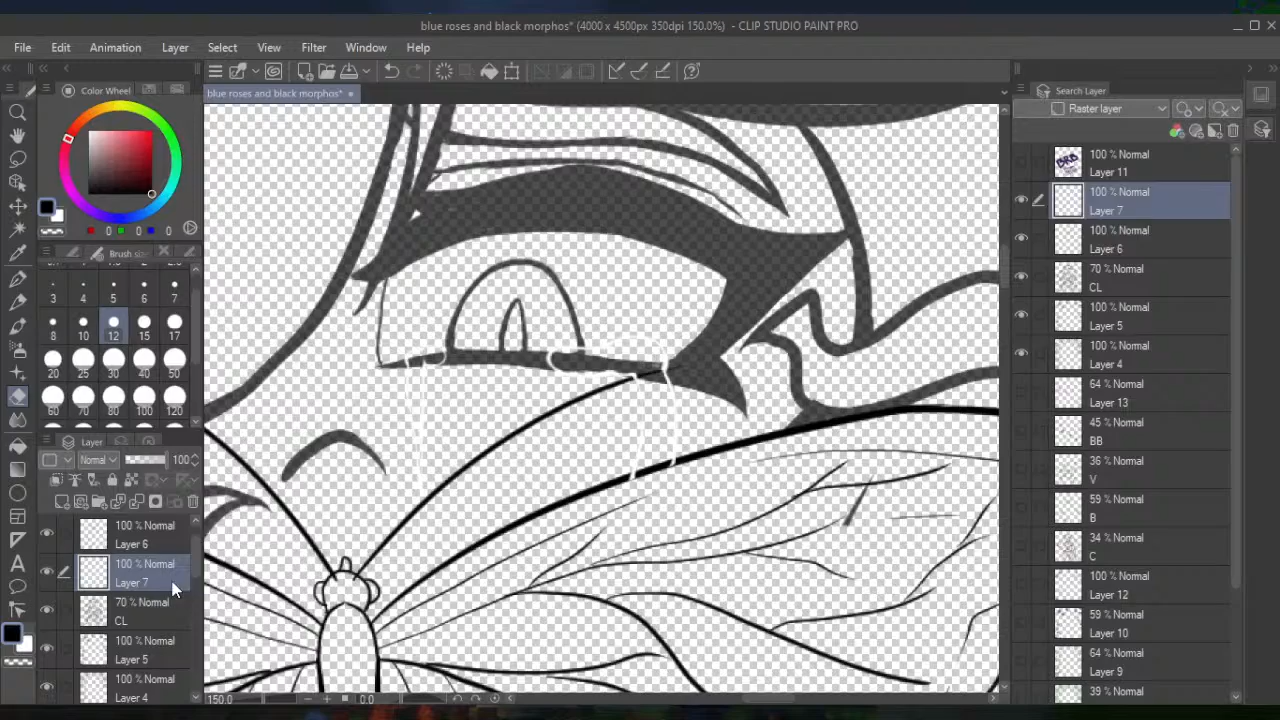 blue roses and black morphos* (4000 x 4500px 350dpi 150.0%) - CLIP STUDIO PAINT PRO
File Edit Animation Layer Select View Filter Window Help
blue roses and black morphos*
Color Wheel
0 0 0
Brush siz
3 4 5 6 7
8 10 12 15 17
20 25 30 40 50
60 70 80 100 120
Layer
Normal 100
100 % Normal
Layer 6
100 % Normal
Layer 7
70 % Normal
CL
100 % Normal
Layer 5
100 % Normal
Layer 4
150.0 0.0
Search Layer
Raster layer
100 % Normal
Layer 11
100 % Normal
Layer 7
100 % Normal
Layer 6
70 % Normal
CL
100 % Normal
Layer 5
100 % Normal
Layer 4
64 % Normal
Layer 13
45 % Normal
BB
36 % Normal
V
59 % Normal
B
34 % Normal
C
100 % Normal
Layer 12
59 % Normal
Layer 10
64 % Normal
Layer 9
39 % Normal